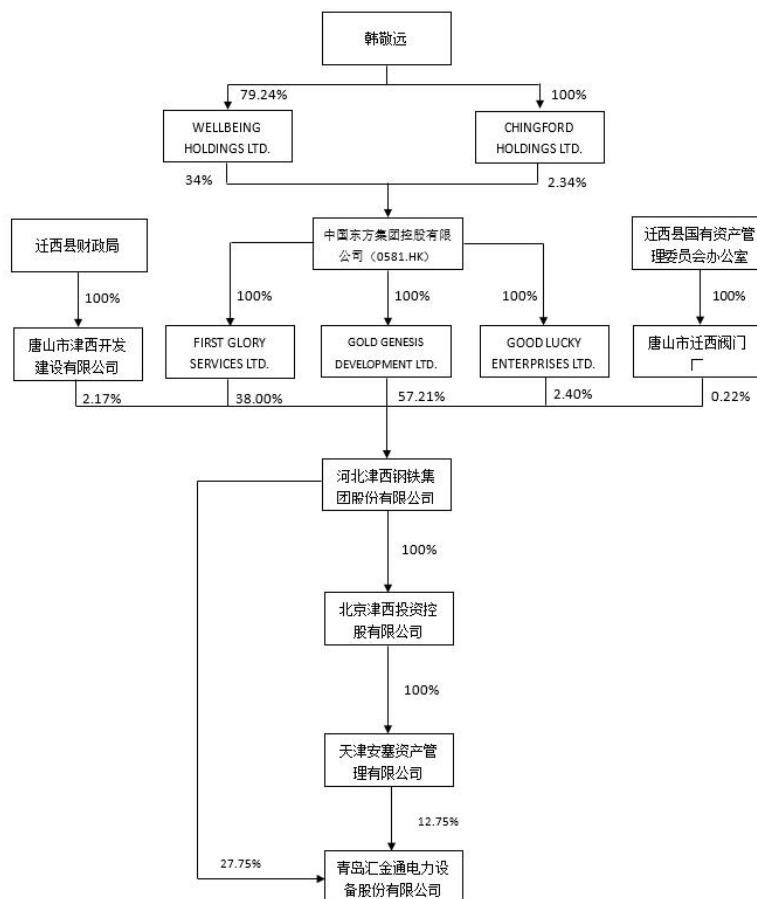 韩敬远
79.24%
100%
WELLBEING
HOLDINGS LTD.
CHINGFORD
HOLDINGS LTD.
34%
2.34%
迁西县财政局
中国东方集团控股有限
公司（0581.HK）
迁西县国有资产管
理委员会办公室
100%
100%
100%
100%
100%
唐山市津西开发
建设有限公司
FIRST GLORY
SERVICES LTD.
GOLD GENESIS
DEVELOPMENT LTD.
GOOD LUCKY
ENTERPRISES LTD.
唐山市迁西阀门
厂
2.17%
38.00%
57.21%
2.40%
0.22%
河北津西钢铁集
团股份有限公司
100%
北京津西投资控
股有限公司
100%
天津安塞资产管
理有限公司
12.75%
27.75%
青岛汇金通电力设
备股份有限公司